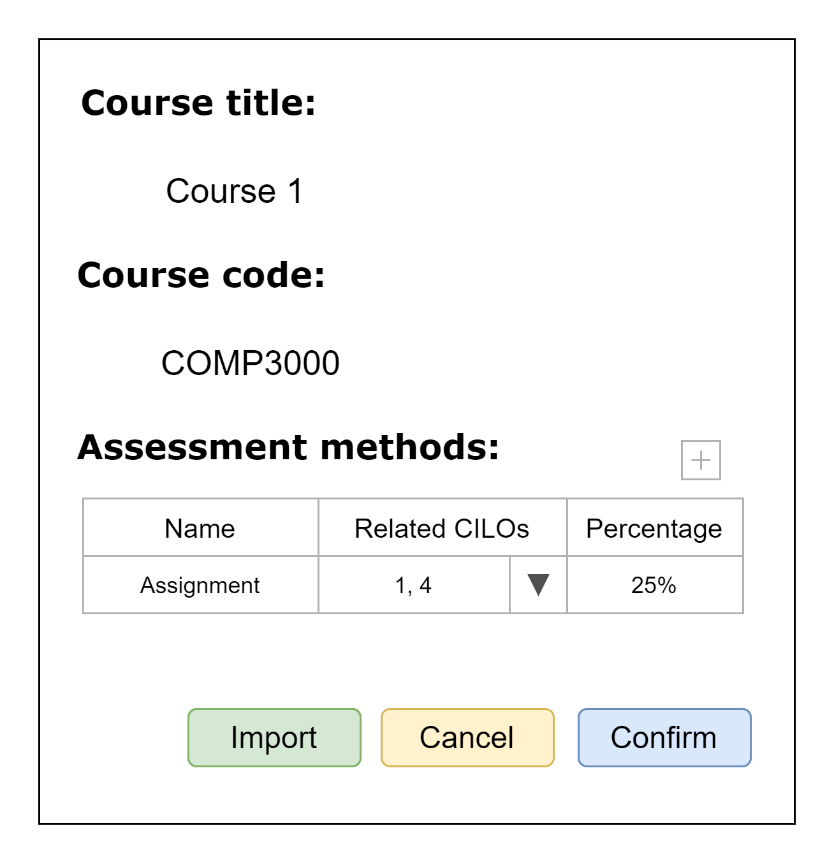 Course title:
Course 1
Course code:
COMP3000
Assessment methods:
Name Related CILOs Percentage
Assignment 1, 4 25%
Import Cancel Confirm